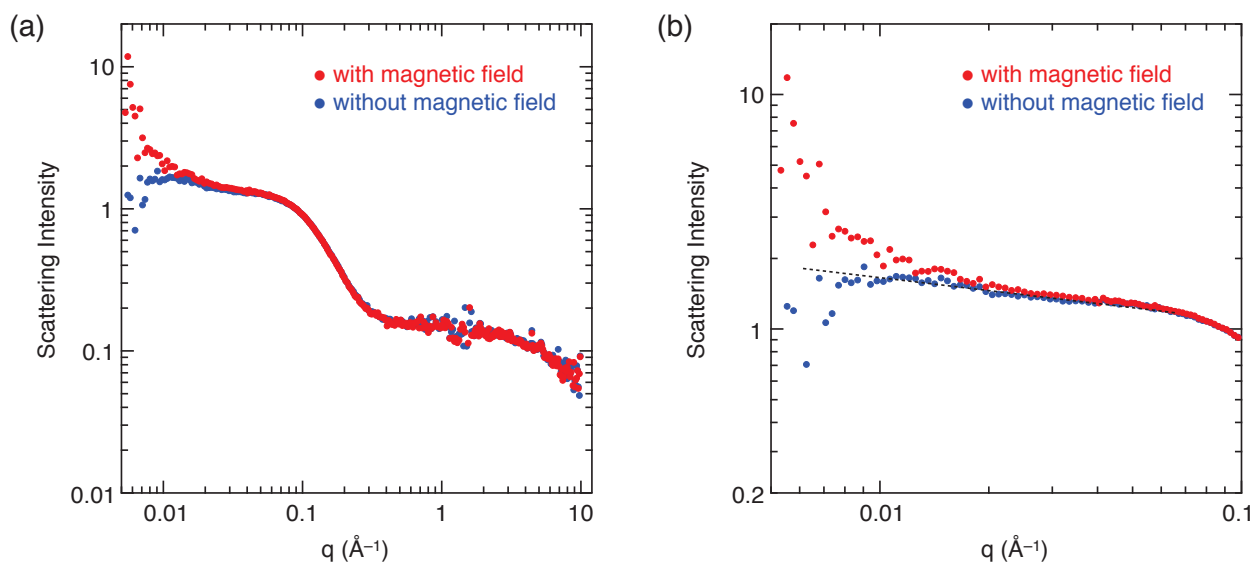 (a)
with magnetic field
without magnetic field
10
1
0.1
0.01
Scattering Intensity
0.01
0.1
1
10
q (Å⁻¹)
(b)
with magnetic field
without magnetic field
10
1
0.2
Scattering Intensity
0.01
0.1
q (Å⁻¹)